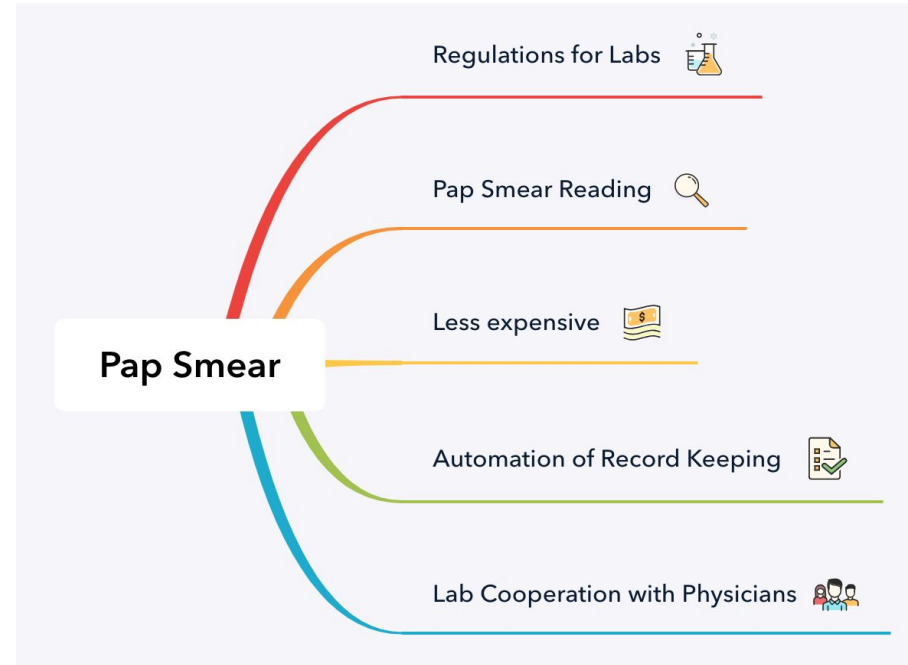 Regulations for Labs
Pap Smear Reading
Less expensive
$
Pap Smear
Automation of Record Keeping
Lab Cooperation with Physicians